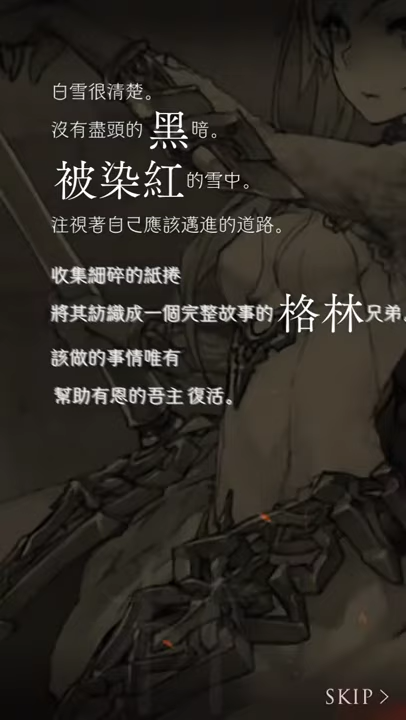 白雪很清楚。
沒有盡頭的黑暗。
被染紅的雪中。
注視著自己應該邁進的道路。
收集細碎的紙捲
將其紡織成一個完整故事的格林兄弟。
該做的事情唯有
幫助有恩的吾主復活。
SKIP >